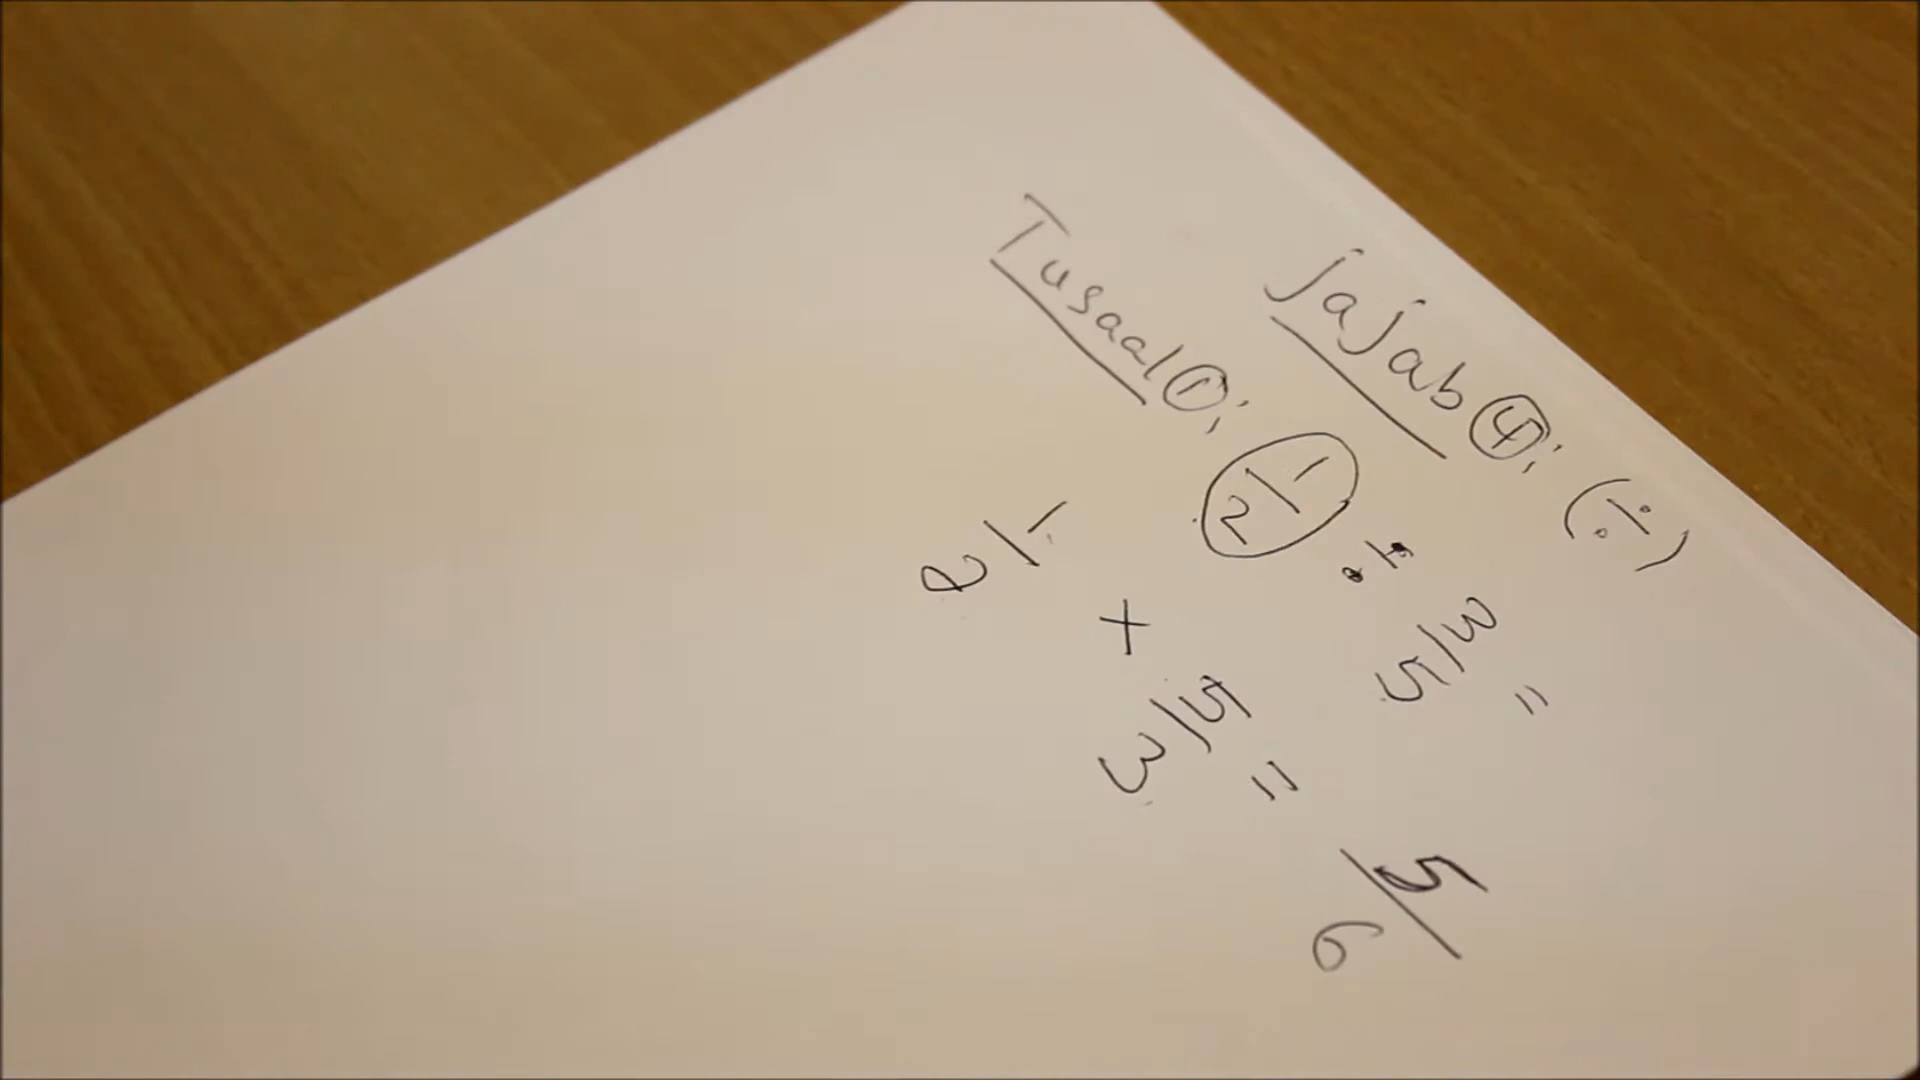 Jajab ④; (÷)
Tusaal ①; 1/2 ÷ 3/5 =
1/2 × 5/3 = 5/6